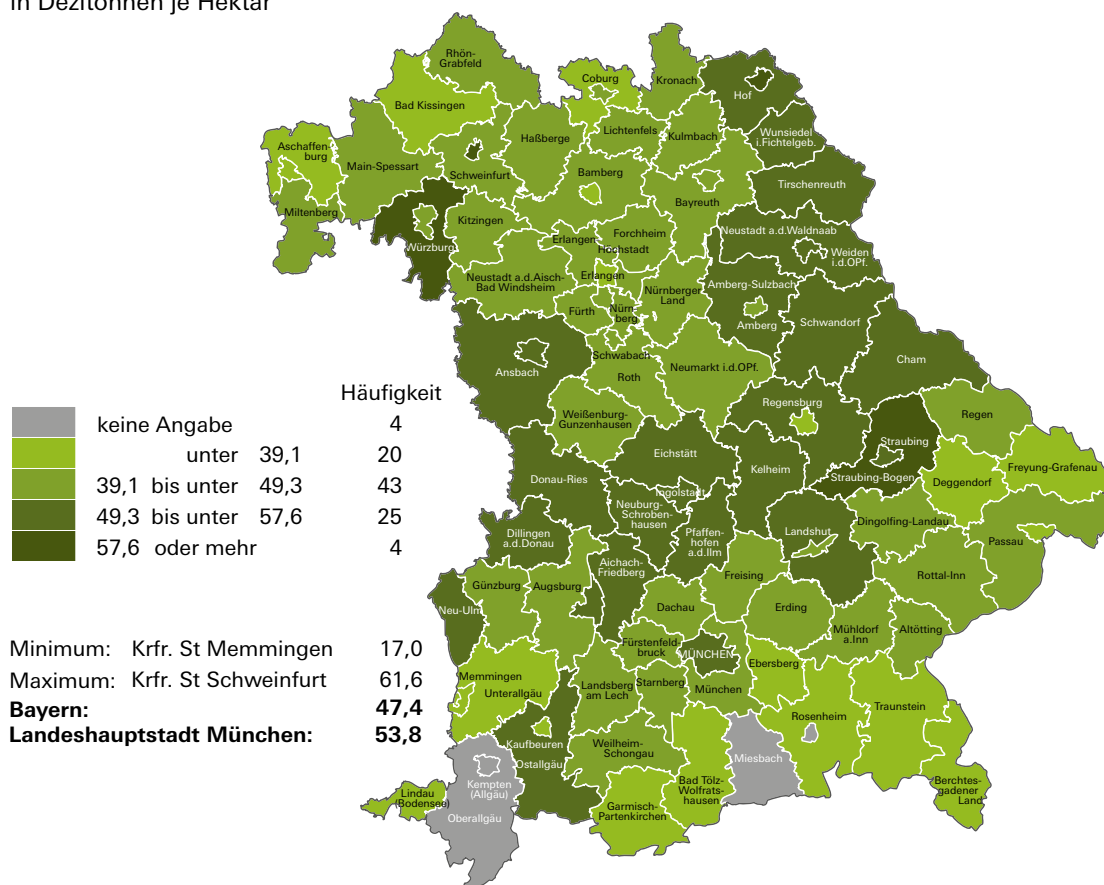 in Dezitonnen je Hektar
Rhön-
Grabfeld
Coburg
Kronach
Hof
Bad Kissingen
Aschaffen-
burg
Main-Spessart
Schweinfurt
Haßberge
Lichtenfels
Kulmbach
Wunsiedel
i.Fichtelgeb.
Bamberg
Bayreuth
Tirschenreuth
Miltenberg
Würzburg
Kitzingen
Erlangen
Höchstadt
Forchheim
Neustadt a.d.Waldnaab
Weiden
i.d.OPf.
Neustadt a.d.Aisch-
Bad Windsheim
Erlangen
Fürth
Nürn-
berg
Nürnberger
Land
Amberg-Sulzbach
Amberg
Schwandorf
Ansbach
Schwabach
Roth
Neumarkt i.d.OPf.
Cham
Weißenburg-
Gunzenhausen
Regensburg
Regen
Straubing
Straubing-Bogen
Freyung-Grafenau
Deggendorf
Eichstätt
Kelheim
Donau-Ries
Ingolstadt
Neuburg-
Schroben-
hausen
Pfaffen-
hofen
a.d.Ilm
Landshut
Dingolfing-Landau
Passau
Dillingen
a.d.Donau
Aichach-
Friedberg
Günzburg
Augsburg
Freising
Rottal-Inn
Neu-Ulm
Dachau
Erding
Mühldorf
a.Inn
Altötting
Fürstenfeld-
bruck
MÜNCHEN
Ebersberg
Memmingen
Unterallgäu
Landsberg
am Lech
Starnberg
München
Rosenheim
Traunstein
Kaufbeuren
Ostallgäu
Weilheim-
Schongau
Miesbach
Bad Tölz-
Wolfrats-
hausen
Berchtes-
gadener
Land
Kempten
(Allgäu)
Lindau
(Bodensee)
Oberallgäu
Garmisch-
Partenkirchen
Häufigkeit
keine Angabe 4
unter 39,1 20
39,1 bis unter 49,3 43
49,3 bis unter 57,6 25
57,6 oder mehr 4
Minimum: Krfr. St Memmingen 17,0
Maximum: Krfr. St Schweinfurt 61,6
Bayern: 47,4
Landeshauptstadt München: 53,8